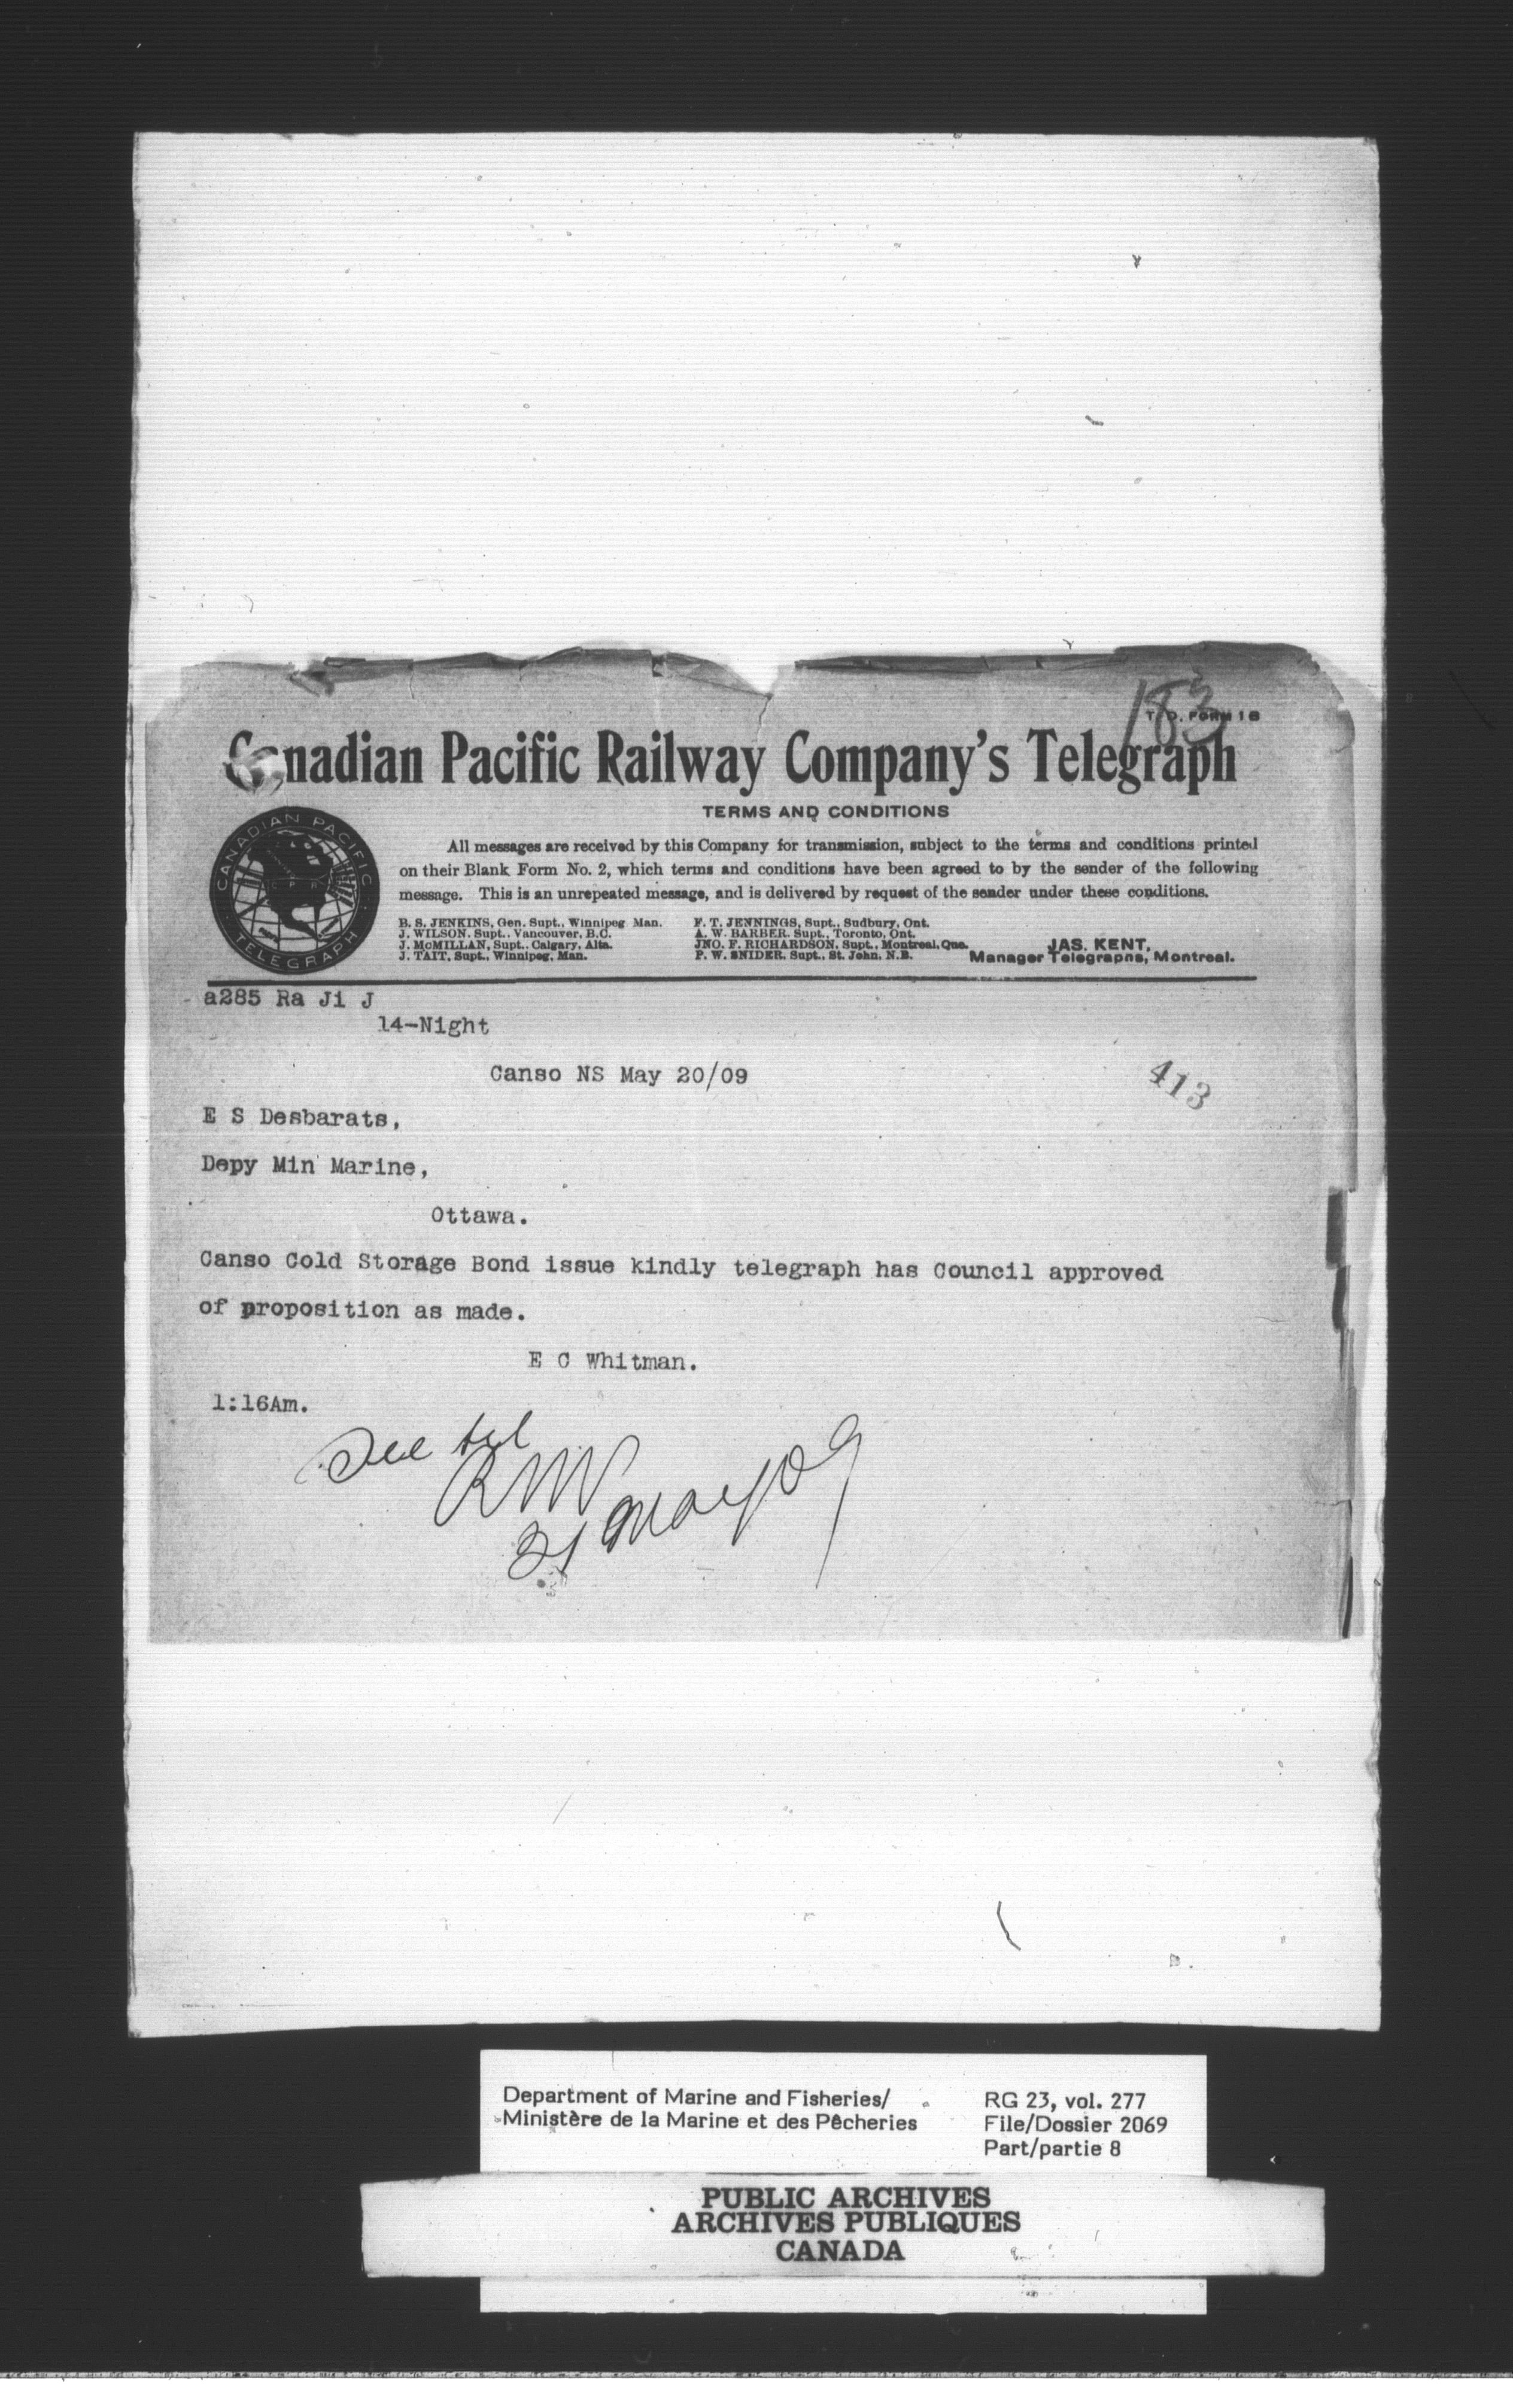 183
T. D. FORM 18
Canadian Pacific Railway Company's Telegraph
TERMS AND CONDITIONS
CANADIAN PACIFIC
TELEGRAPH
All messages are received by this Company for transmission, subject to the terms and conditions printed
on their Blank Form No. 2, which terms and conditions have been agreed to by the sender of the following
message. This is an unrepeated message, and is delivered by request of the sender under these conditions.
B. S. JENKINS, Gen. Supt., Winnipeg Man.
J. WILSON, Supt., Vancouver, B.C.
J. McMILLAN, Supt., Calgary, Alta.
J. TAIT, Supt., Winnipeg, Man.
F. T. JENNINGS, Supt., Sudbury, Ont.
A. W. BARBER, Supt., Toronto, Ont.
JNO. F. RICHARDSON, Supt., Montreal, Que.
P. W. SNIDER, Supt., St. John, N.B.
JAS. KENT,
Manager Telegraphs, Montreal.
a285 Ra Ji J
14-Night
Canso NS May 20/09
413
E S Desbarats,
Depy Min Marine,
Ottawa.
Canso Cold Storage Bond issue kindly telegraph has Council approved
of proposition as made.
E C Whitman.
1:16Am.
See tel
21 May 09
Department of Marine and Fisheries/
Ministère de la Marine et des Pêcheries
RG 23, vol. 277
File/Dossier 2069
Part/partie 8
PUBLIC ARCHIVES
ARCHIVES PUBLIQUES
CANADA